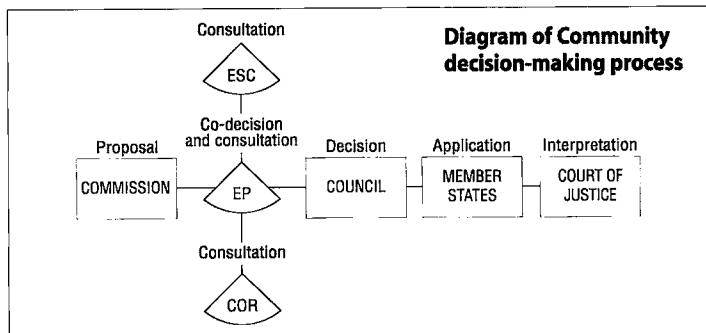 Diagram of Community
decision-making process
Consultation
ESC
Co-decision
and consultation
Proposal
COMMISSION
EP
Decision
COUNCIL
Application
MEMBER
STATES
Interpretation
COURT OF
JUSTICE
Consultation
COR